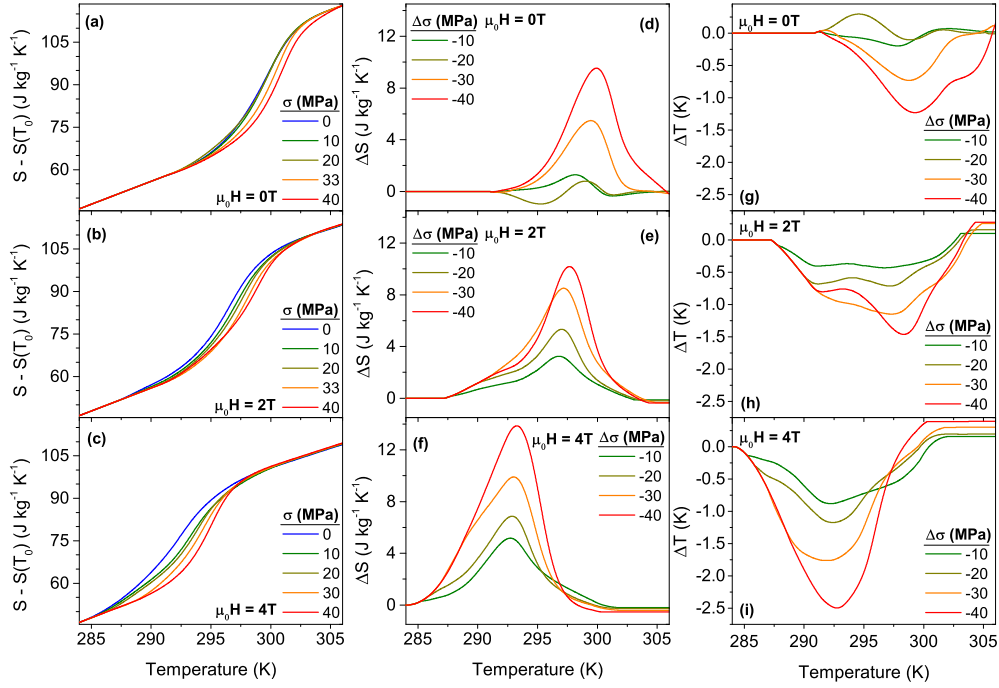 (a)
S - S(T₀) (J kg⁻¹ K⁻¹)
105
90
75
60
σ (MPa)
0
10
20
33
40
μ₀H = 0T
(b)
S - S(T₀) (J kg⁻¹ K⁻¹)
105
90
75
60
σ (MPa)
0
10
20
33
40
μ₀H = 2T
(c)
S - S(T₀) (J kg⁻¹ K⁻¹)
105
90
75
60
σ (MPa)
0
10
20
30
40
μ₀H = 4T
285 290 295 300 305
Temperature (K)
Δσ (MPa) μ₀H = 0T (d)
-10
-20
-30
-40
ΔS (J kg⁻¹ K⁻¹)
12
8
4
0
Δσ (MPa) μ₀H = 2T (e)
-10
-20
-30
-40
ΔS (J kg⁻¹ K⁻¹)
12
8
4
0
(f) μ₀H = 4T Δσ (MPa)
-10
-20
-30
-40
ΔS (J kg⁻¹ K⁻¹)
12
8
4
0
285 290 295 300 305
Temperature (K)
μ₀H = 0T
ΔT (K)
0.0
-0.5
-1.0
-1.5
-2.0
-2.5
Δσ (MPa)
-10
-20
-30
-40
(g)
μ₀H = 2T
ΔT (K)
0.0
-0.5
-1.0
-1.5
-2.0
-2.5
Δσ (MPa)
-10
-20
-30
-40
(h)
μ₀H = 4T
ΔT (K)
0.0
-0.5
-1.0
-1.5
-2.0
-2.5
Δσ (MPa)
-10
-20
-30
-40
(i)
285 290 295 300 305
Temperature (K)